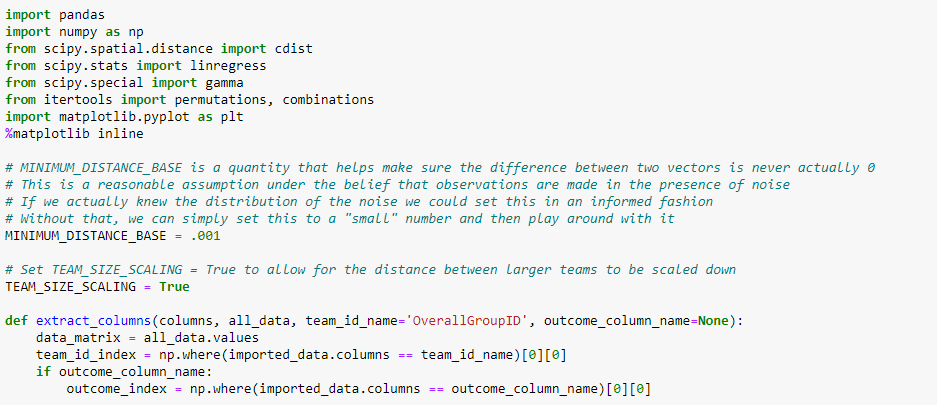 import pandas
import numpy as np
from scipy.spatial.distance import cdist
from scipy.stats import linregress
from scipy.special import gamma
from itertools import permutations, combinations
import matplotlib.pyplot as plt
%matplotlib inline

# MINIMUM_DISTANCE_BASE is a quantity that helps make sure the difference between two vectors is never actually 0
# This is a reasonable assumption under the belief that observations are made in the presence of noise
# If we actually knew the distribution of the noise we could set this in an informed fashion
# Without that, we can simply set this to a "small" number and then play around with it
MINIMUM_DISTANCE_BASE = .001

# Set TEAM_SIZE_SCALING = True to allow for the distance between larger teams to be scaled down
TEAM_SIZE_SCALING = True

def extract_columns(columns, all_data, team_id_name='OverallGroupID', outcome_column_name=None):
    data_matrix = all_data.values
    team_id_index = np.where(imported_data.columns == team_id_name)[0][0]
    if outcome_column_name:
        outcome_index = np.where(imported_data.columns == outcome_column_name)[0][0]